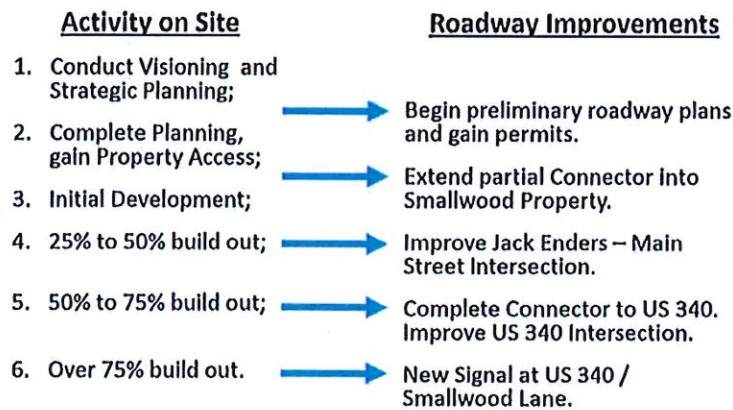 Activity on Site
Roadway Improvements
1. Conduct Visioning and
Strategic Planning;
Begin preliminary roadway plans
and gain permits.
2. Complete Planning,
gain Property Access;
Extend partial Connector into
Smallwood Property.
3. Initial Development;
4. 25% to 50% build out;
Improve Jack Enders – Main
Street Intersection.
5. 50% to 75% build out;
Complete Connector to US 340.
Improve US 340 Intersection.
6. Over 75% build out.
New Signal at US 340 /
Smallwood Lane.